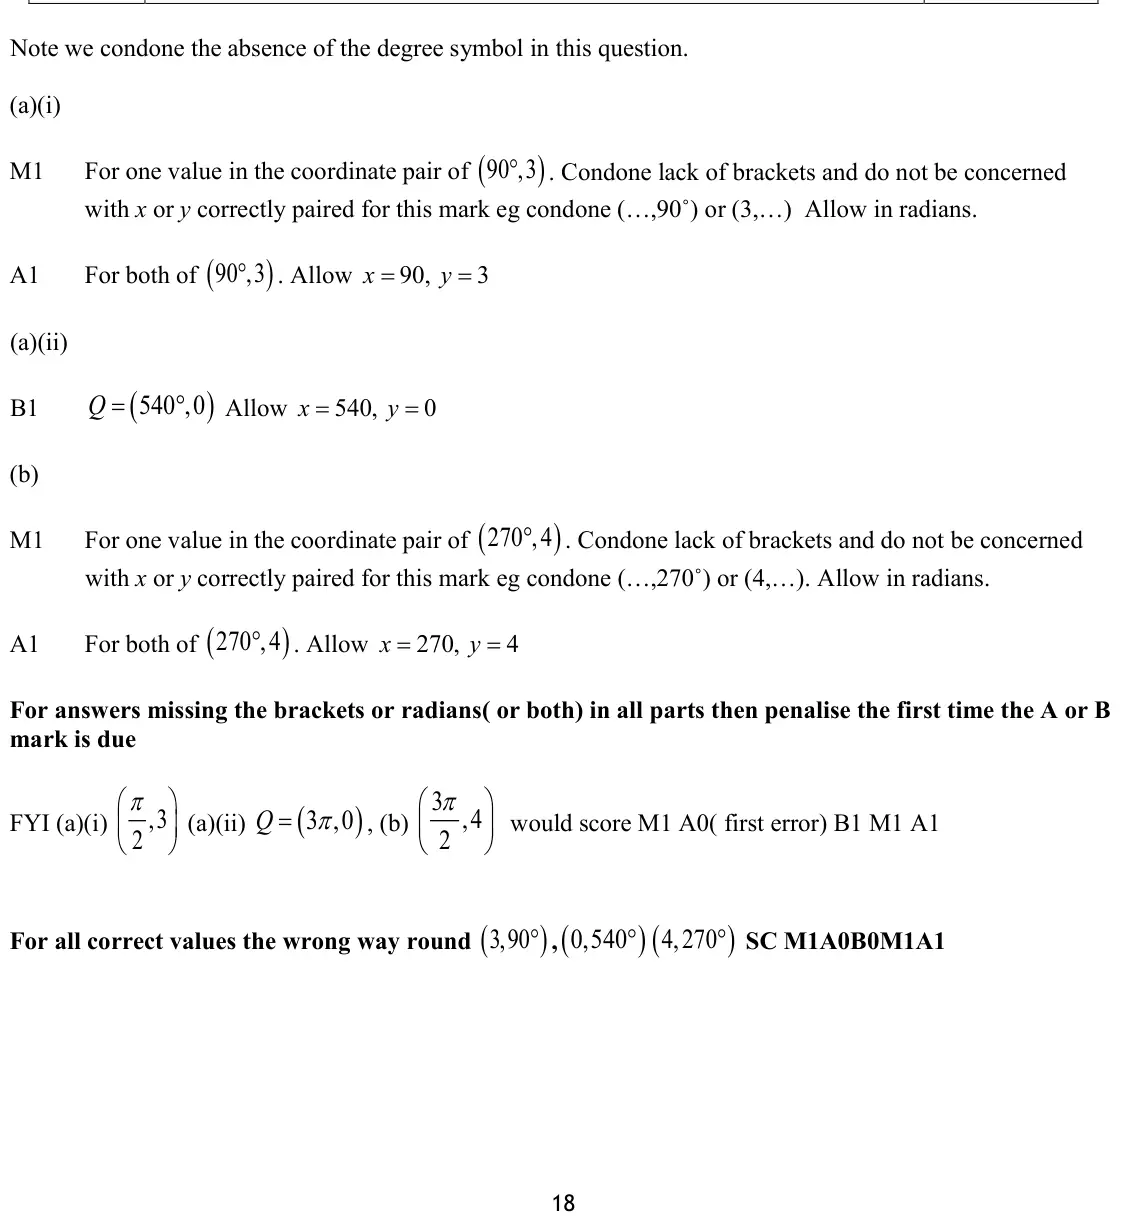 Note we condone the absence of the degree symbol in this question.
(a)(i)
M1 For one value in the coordinate pair of (90°,3). Condone lack of brackets and do not be concerned
with x or y correctly paired for this mark eg condone (…,90˚) or (3,…) Allow in radians.
A1 For both of (90°,3). Allow x = 90, y = 3
(a)(ii)
B1 Q = (540°,0) Allow x = 540, y = 0
(b)
M1 For one value in the coordinate pair of (270°,4). Condone lack of brackets and do not be concerned
with x or y correctly paired for this mark eg condone (…,270˚) or (4,…). Allow in radians.
A1 For both of (270°,4). Allow x = 270, y = 4
For answers missing the brackets or radians( or both) in all parts then penalise the first time the A or B
mark is due
FYI (a)(i) (π/2,3) (a)(ii) Q = (3π,0), (b) (3π/2,4) would score M1 A0( first error) B1 M1 A1
For all correct values the wrong way round (3,90°),(0,540°)(4,270°) SC M1A0B0M1A1
18